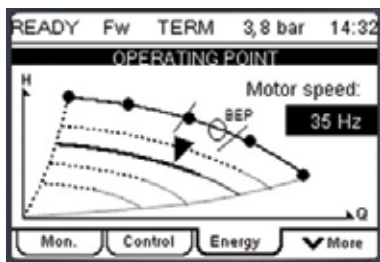 READY Fw TERM 3,8 bar 14:32
OPERATING POINT
H
Motor speed:
BEP
35 Hz
Q
Mon. Control Energy More